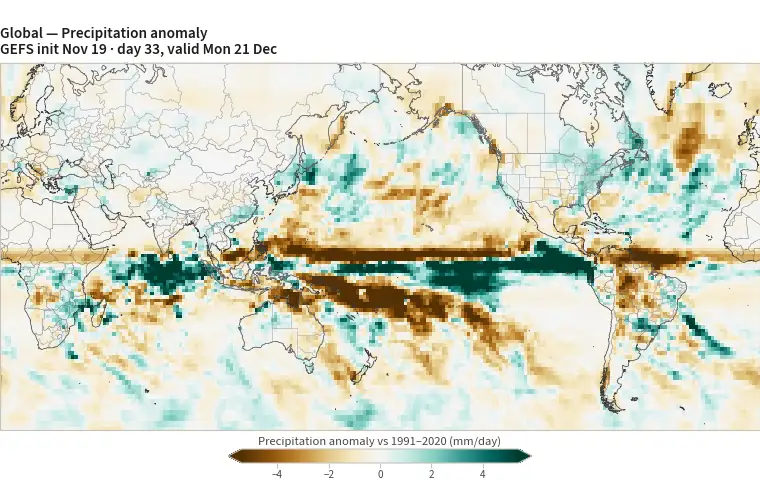 Global — Precipitation anomaly
GEFS init Nov 19 · day 33, valid Mon 21 Dec
Precipitation anomaly vs 1991–2020 (mm/day)
−4 −2 0 2 4